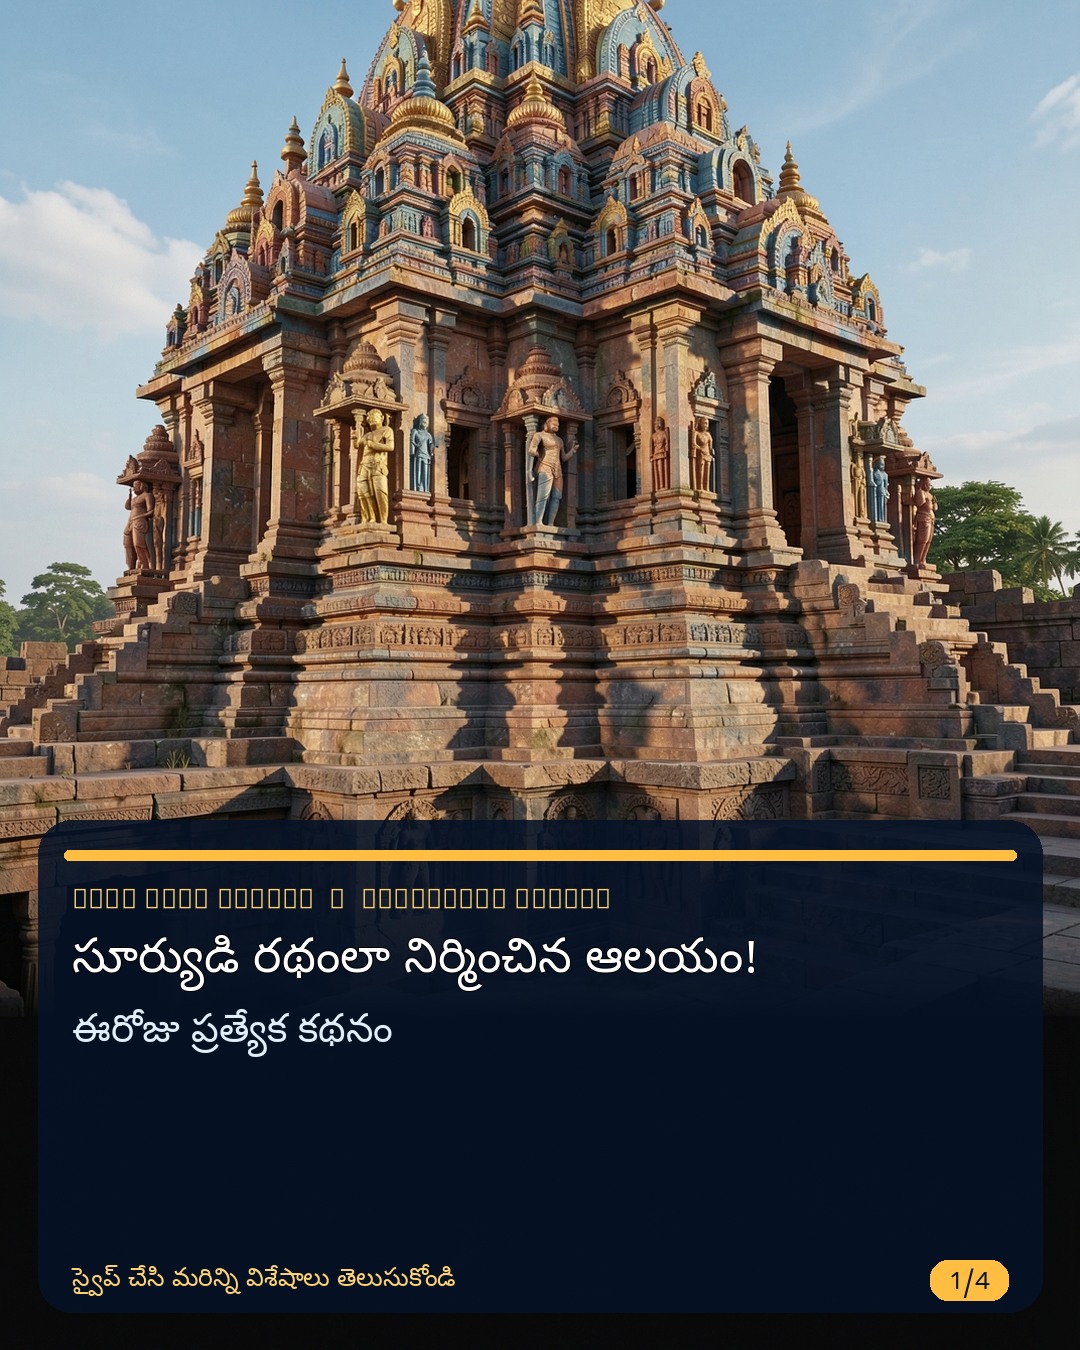 సూర్యుడి రథంలా నిర్మించిన ఆలయం!
ఈరోజు ప్రత్యేక కథనం
స్వైప్ చేసి మరిన్ని విశేషాలు తెలుసుకోండి
1/4